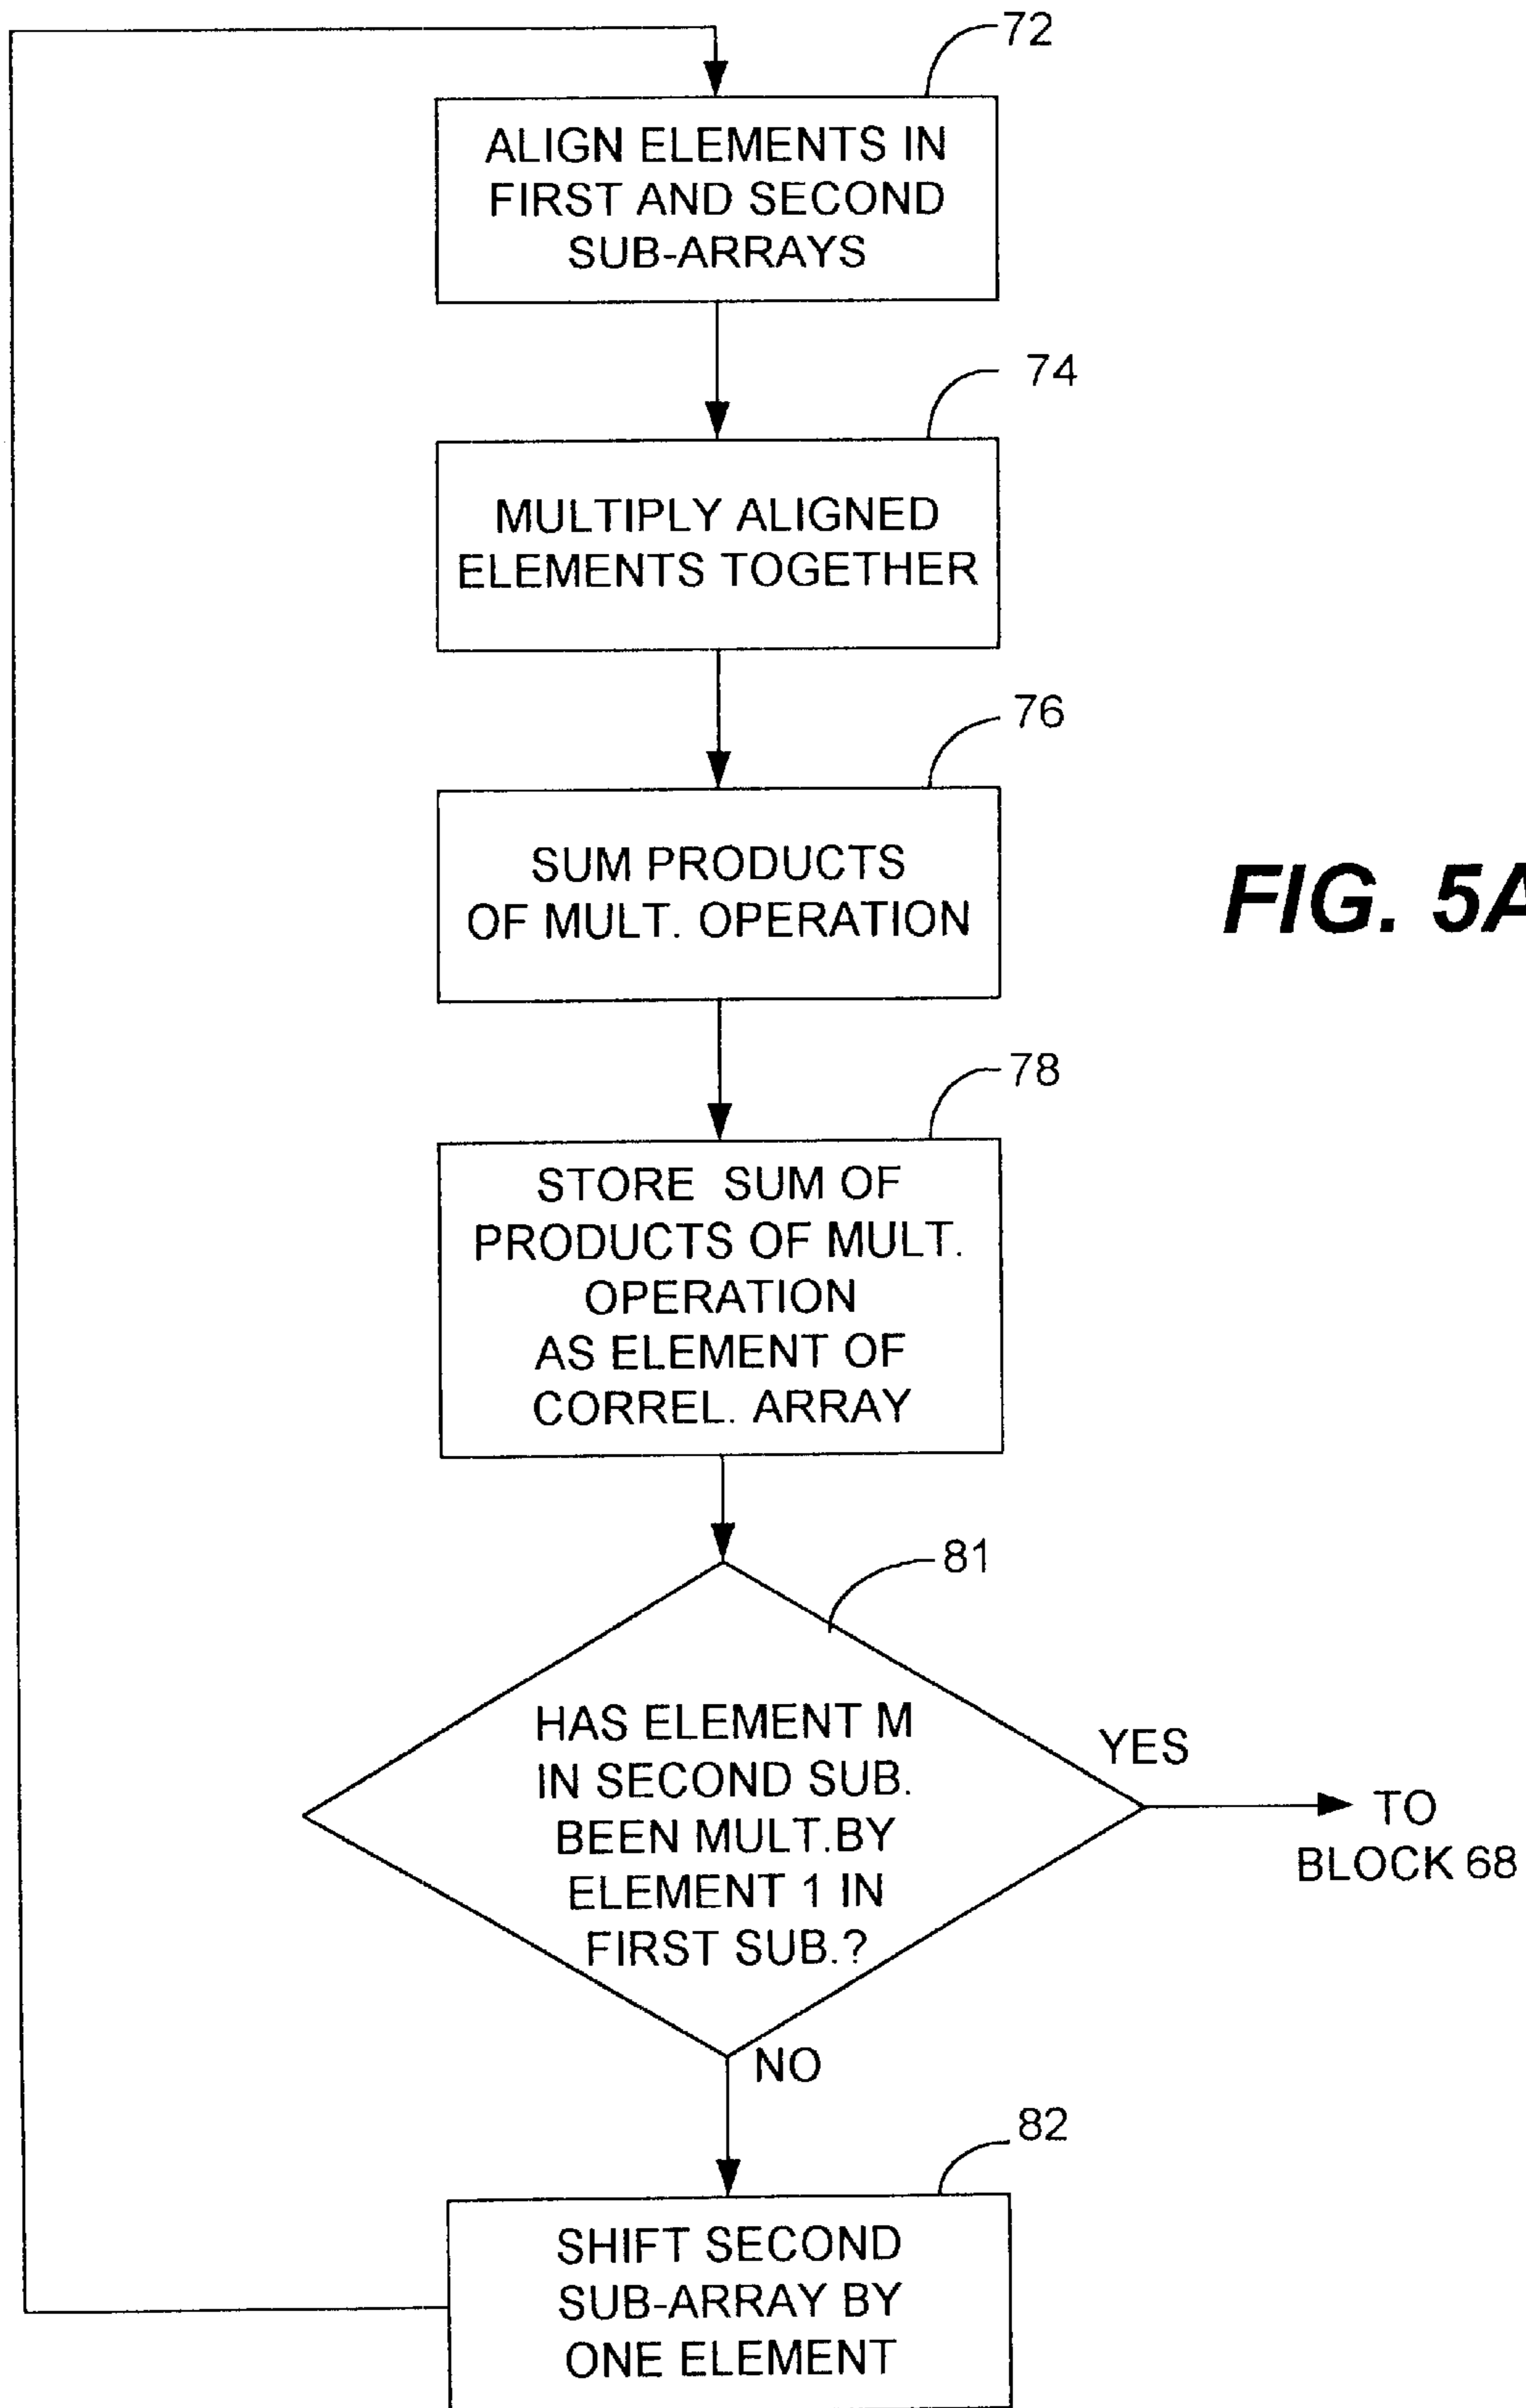 72
ALIGN ELEMENTS IN
FIRST AND SECOND
SUB-ARRAYS
74
MULTIPLY ALIGNED
ELEMENTS TOGETHER
76
SUM PRODUCTS
OF MULT. OPERATION
FIG. 5A
78
STORE SUM OF
PRODUCTS OF MULT.
OPERATION
AS ELEMENT OF
CORREL. ARRAY
81
HAS ELEMENT M
IN SECOND SUB.
BEEN MULT.BY
ELEMENT 1 IN
FIRST SUB.?
YES
TO
BLOCK 68
NO
82
SHIFT SECOND
SUB-ARRAY BY
ONE ELEMENT